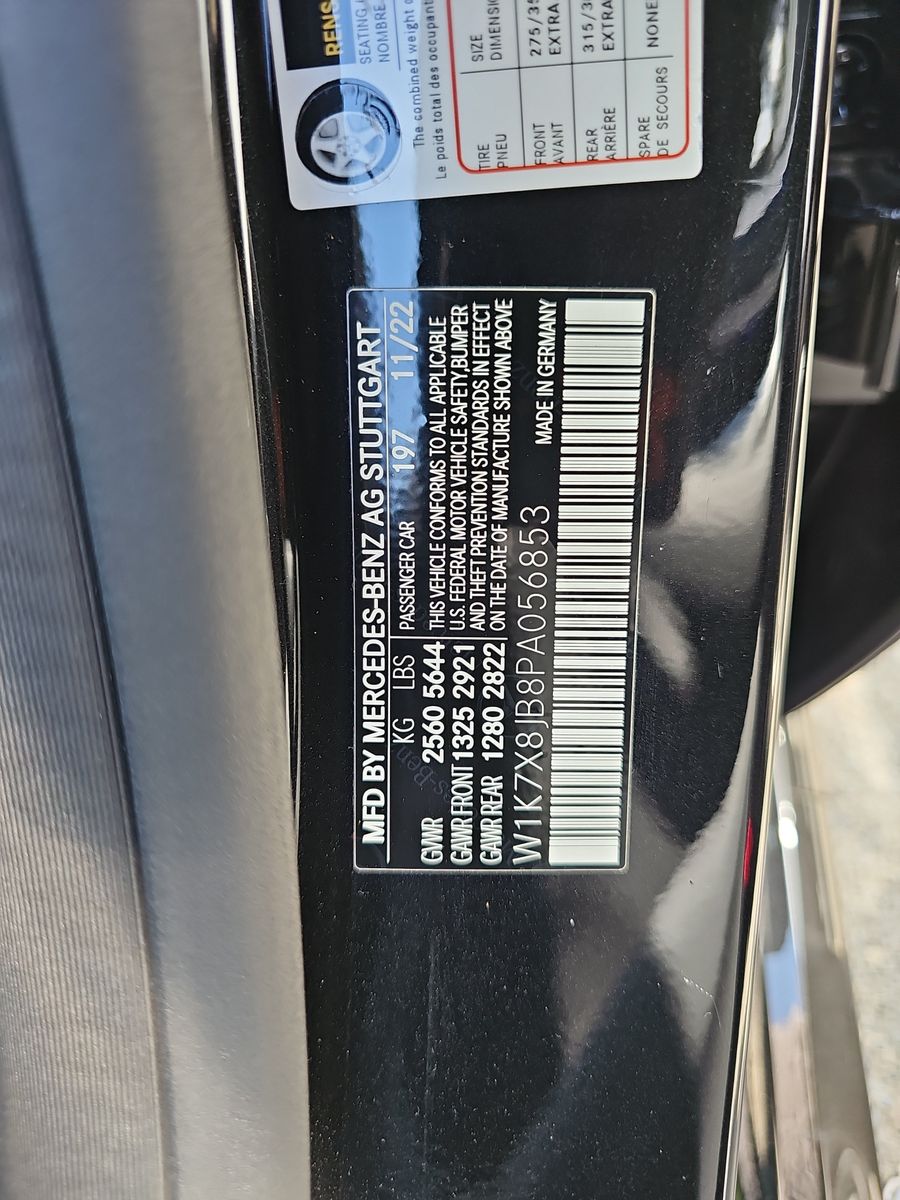 RENS
SEATING
NOMBRE
The combined weight o
Le poids total des occupant
TIRE SIZE
PNEU DIMENSI
FRONT 275/35
AVANT EXTRA
REAR 315/3
ARRIÈRE EXTRA
SPARE NONE
DE SECOURS
MFD BY MERCEDES-BENZ AG STUTTGART
KG LBS
GVWR 2560 5644
GAWR FRONT 1325 2921
GAWR REAR 1280 2822
PASSENGER CAR 197 11/22
THIS VEHICLE CONFORMS TO ALL APPLICABLE
U.S. FEDERAL MOTOR VEHICLE SAFETY,BUMPER
AND THEFT PREVENTION STANDARDS IN EFFECT
ON THE DATE OF MANUFACTURE SHOWN ABOVE
W1K7X8JB8PA056853 MADE IN GERMANY